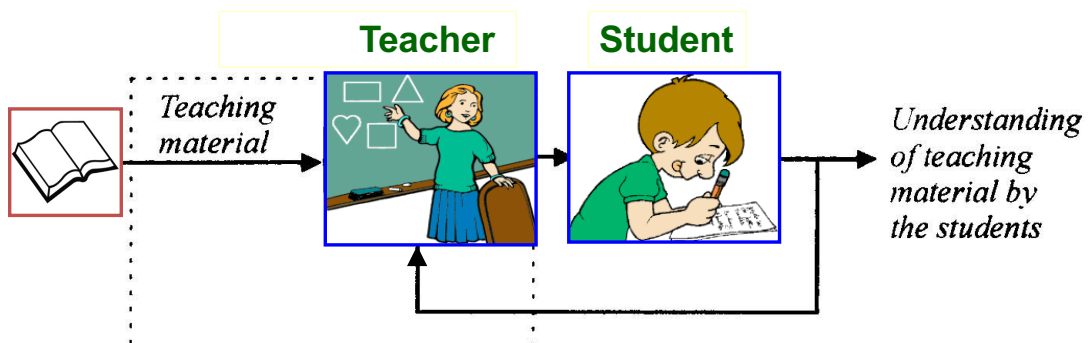 Teacher
Student
Teaching
material
Understanding
of teaching
material by
the students